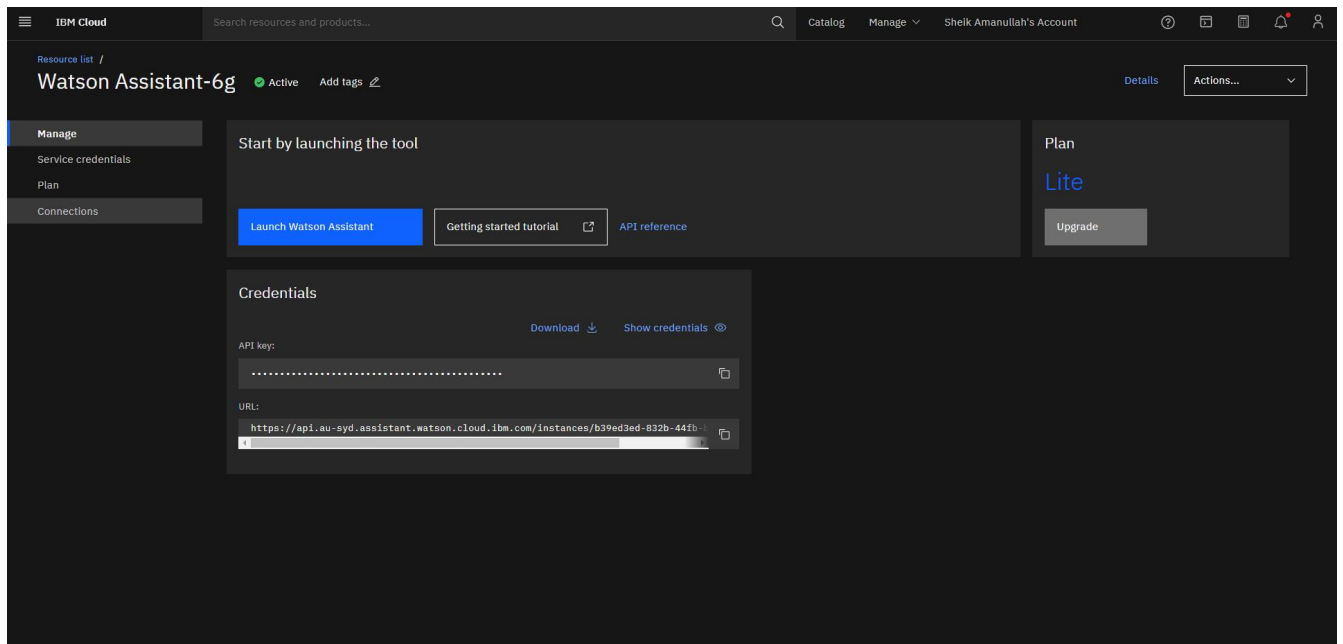 IBM Cloud
Search resources and products...
Catalog
Manage
Sheik Amanullah's Account
Resource list /
Watson Assistant-6g
Active
Add tags
Details
Actions...
Manage
Service credentials
Plan
Connections
Start by launching the tool
Launch Watson Assistant
Getting started tutorial
API reference
Plan
Lite
Upgrade
Credentials
Download
Show credentials
API key:
URL:
https://api.au-syd.assistant.watson.cloud.ibm.com/instances/b39ed3ed-832b-44fb-